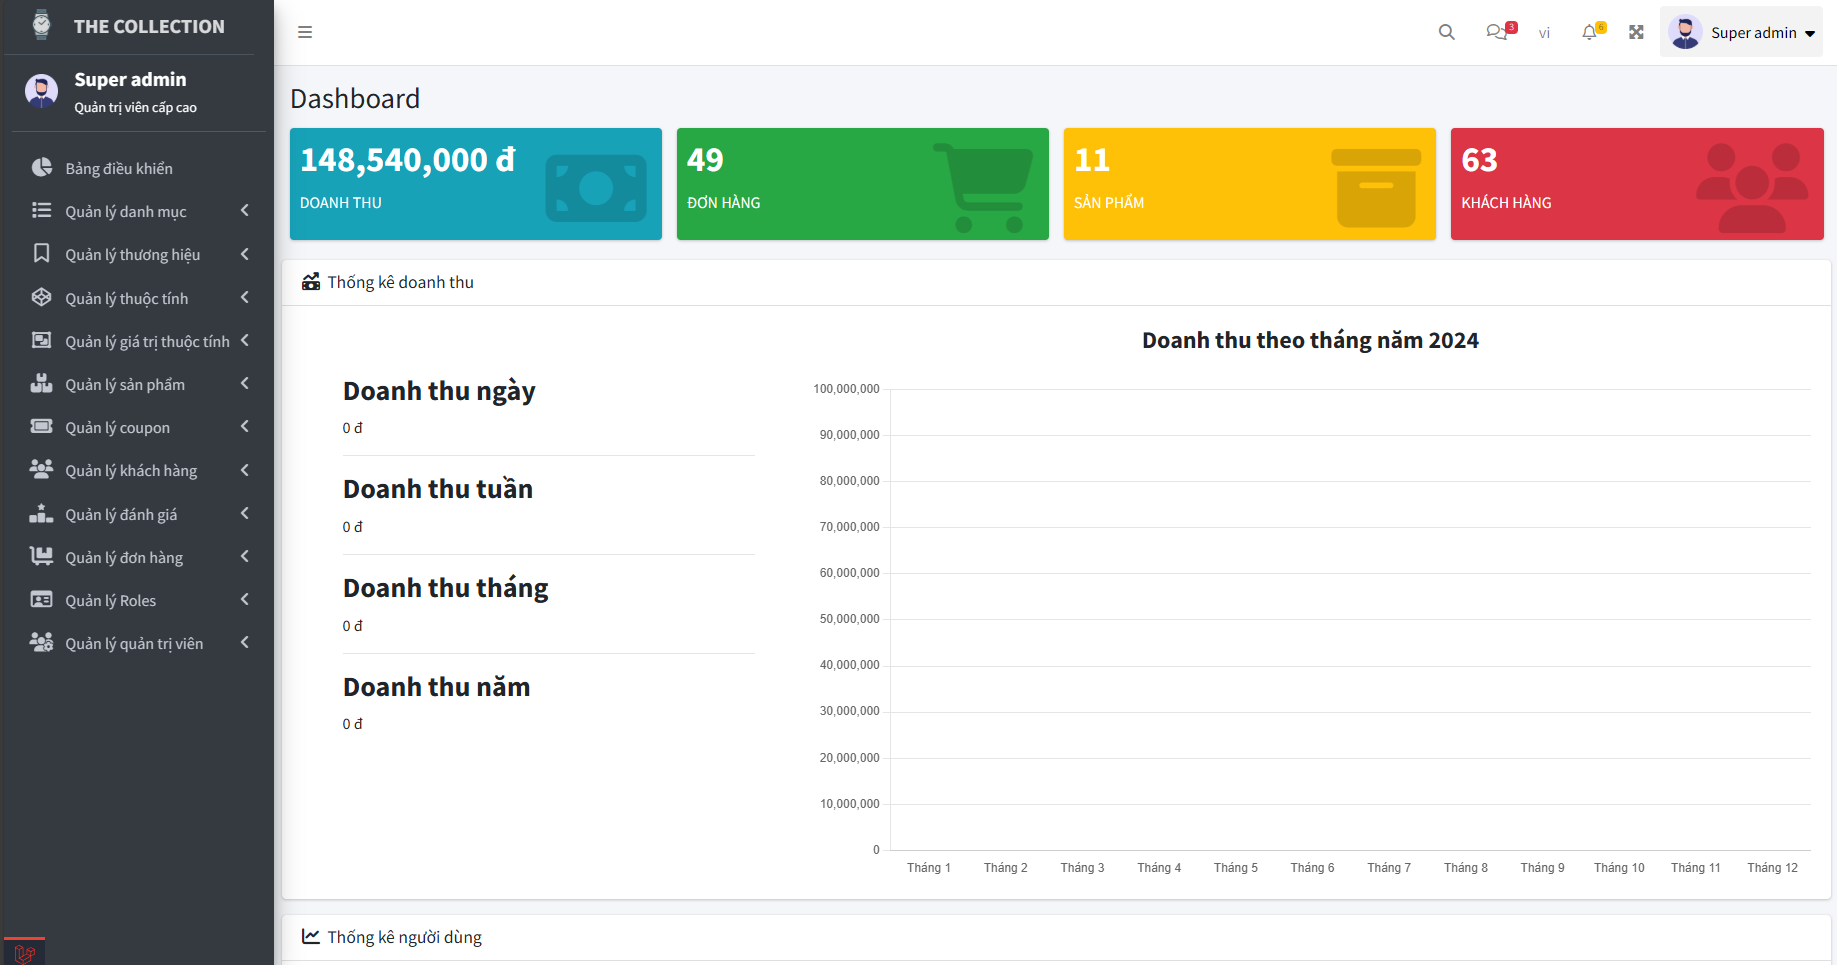 THE COLLECTION
Super admin
Quản trị viên cấp cao
Bảng điều khiển
Quản lý danh mục
Quản lý thương hiệu
Quản lý thuộc tính
Quản lý giá trị thuộc tính
Quản lý sản phẩm
Quản lý coupon
Quản lý khách hàng
Quản lý đánh giá
Quản lý đơn hàng
Quản lý Roles
Quản lý quản trị viên
3
vi
6
Super admin
Dashboard
148,540,000 đ
DOANH THU
49
ĐƠN HÀNG
11
SẢN PHẨM
63
KHÁCH HÀNG
Thống kê doanh thu
Doanh thu ngày
0 đ
Doanh thu tuần
0 đ
Doanh thu tháng
0 đ
Doanh thu năm
0 đ
Doanh thu theo tháng năm 2024
100,000,000
90,000,000
80,000,000
70,000,000
60,000,000
50,000,000
40,000,000
30,000,000
20,000,000
10,000,000
0
Tháng 1 Tháng 2 Tháng 3 Tháng 4 Tháng 5 Tháng 6 Tháng 7 Tháng 8 Tháng 9 Tháng 10 Tháng 11 Tháng 12
Thống kê người dùng